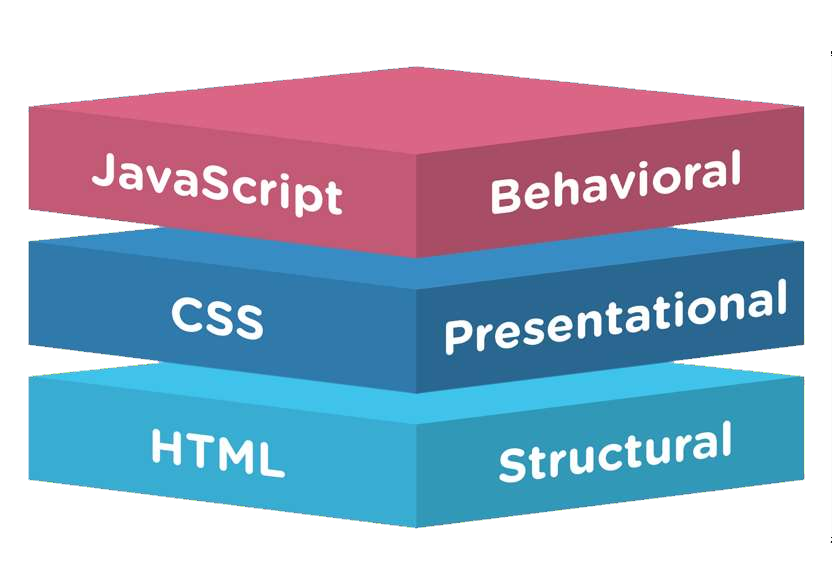 JavaScript Behavioral
CSS Presentational
HTML Structural